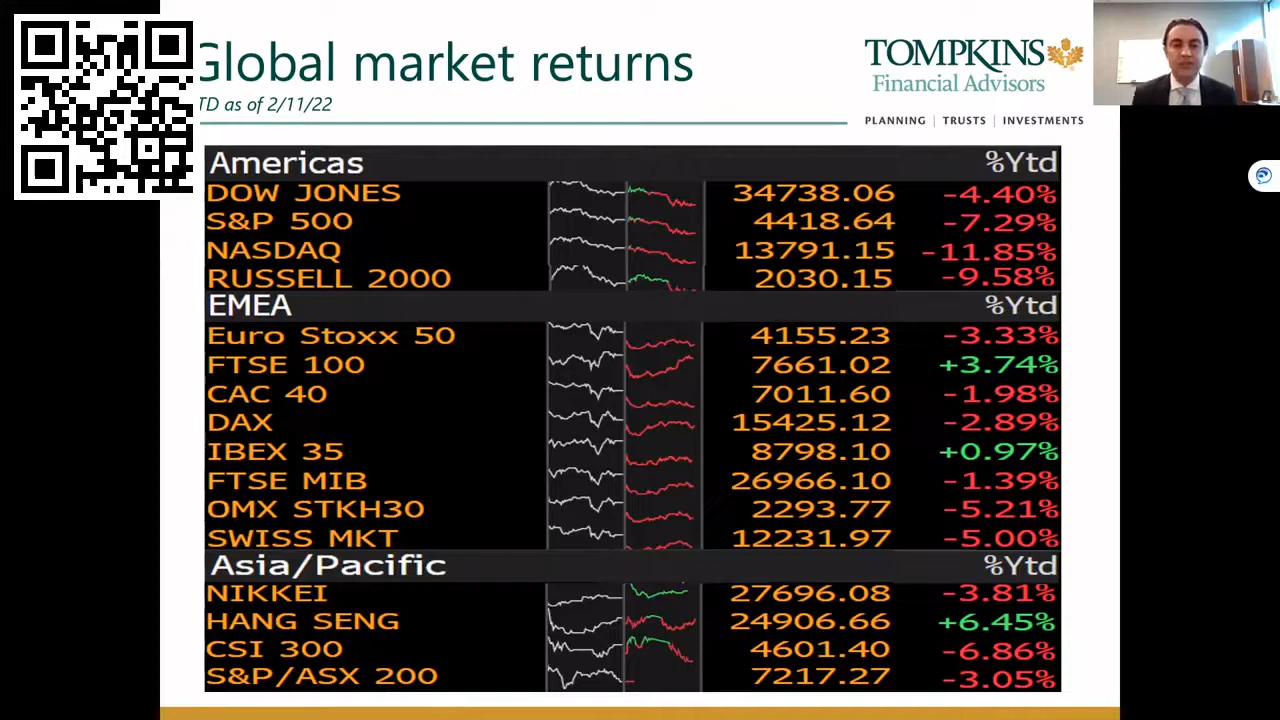 Global market returns
TD as of 2/11/22
TOMPKINS
Financial Advisors
PLANNING | TRUSTS | INVESTMENTS
Americas %Ytd
DOW JONES 34738.06 -4.40%
S&P 500 4418.64 -7.29%
NASDAQ 13791.15 -11.85%
RUSSELL 2000 2030.15 -9.58%
EMEA %Ytd
Euro Stoxx 50 4155.23 -3.33%
FTSE 100 7661.02 +3.74%
CAC 40 7011.60 -1.98%
DAX 15425.12 -2.89%
IBEX 35 8798.10 +0.97%
FTSE MIB 26966.10 -1.39%
OMX STKH30 2293.77 -5.21%
SWISS MKT 12231.97 -5.00%
Asia/Pacific %Ytd
NIKKEI 27696.08 -3.81%
HANG SENG 24906.66 +6.45%
CSI 300 4601.40 -6.86%
S&P/ASX 200 7217.27 -3.05%